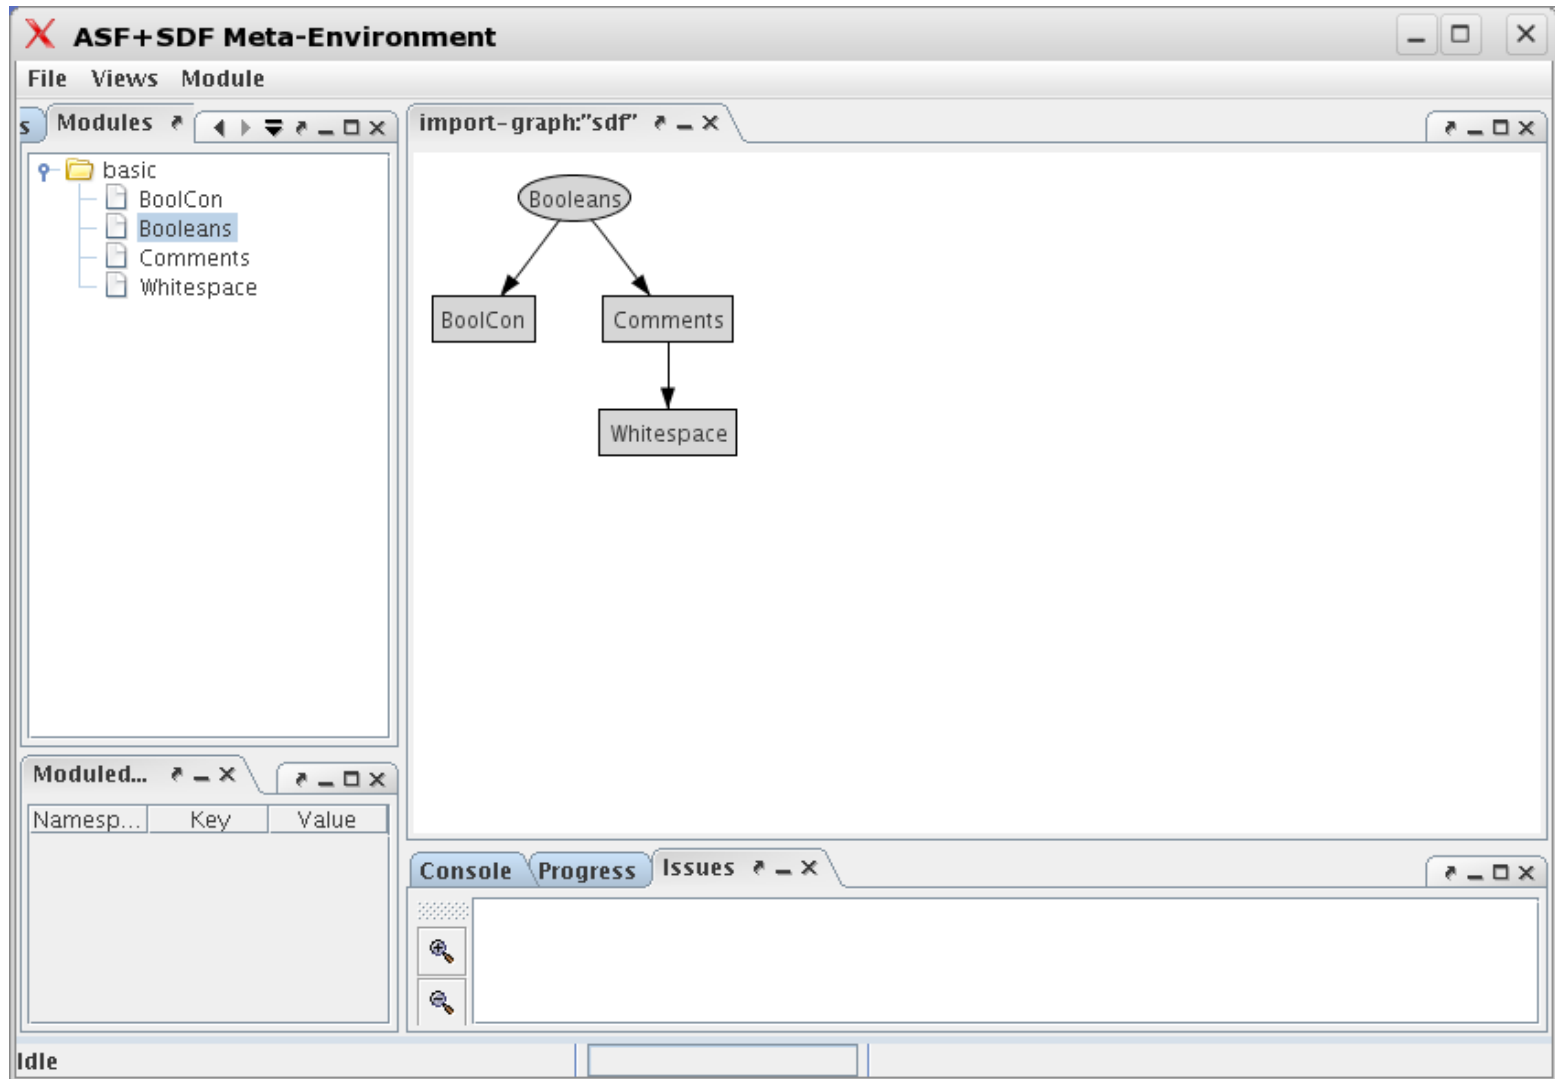 ASF+SDF Meta-Environment
File Views Module
s Modules
import-graph:"sdf"
basic
BoolCon
Booleans
Comments
Whitespace
Booleans
BoolCon Comments
Whitespace
Moduled...
Namesp... Key Value
Console Progress Issues
Idle